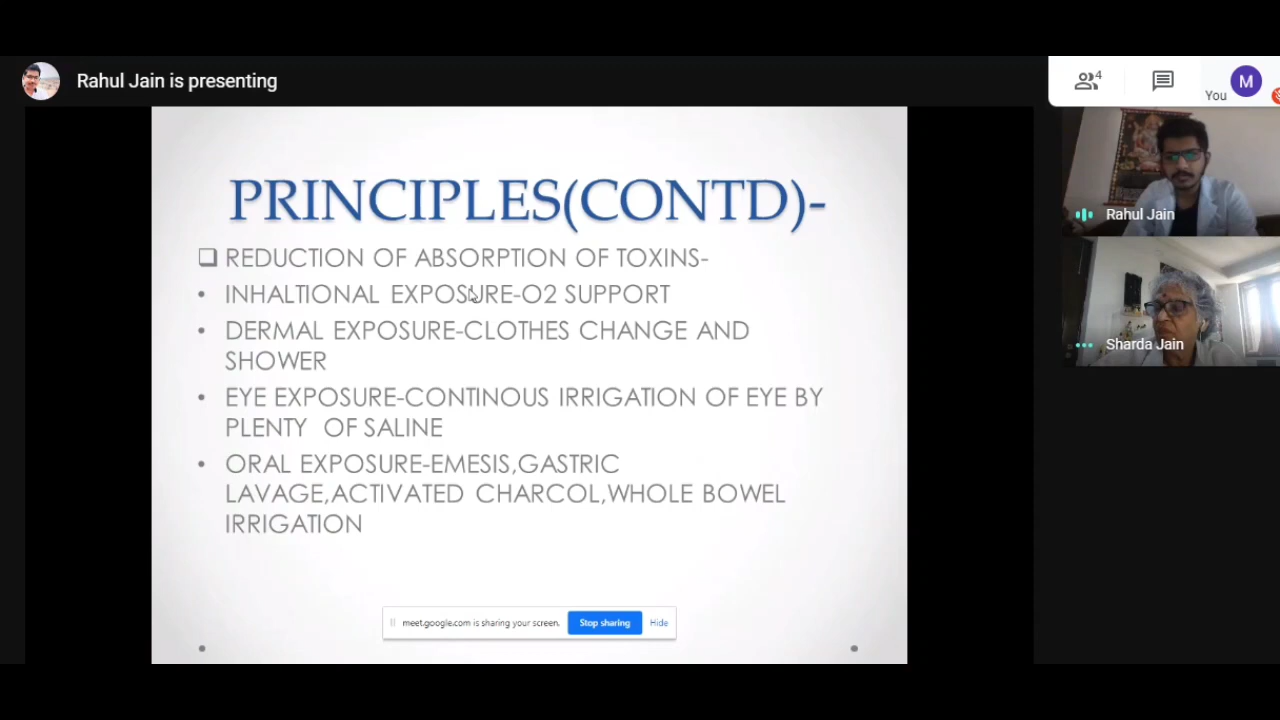 Rahul Jain is presenting
4
You
M
PRINCIPLES(CONTD)-
REDUCTION OF ABSORPTION OF TOXINS-
• INHALTIONAL EXPOSURE-O2 SUPPORT
• DERMAL EXPOSURE-CLOTHES CHANGE AND
SHOWER
• EYE EXPOSURE-CONTINOUS IRRIGATION OF EYE BY
PLENTY OF SALINE
• ORAL EXPOSURE-EMESIS,GASTRIC
LAVAGE,ACTIVATED CHARCOL,WHOLE BOWEL
IRRIGATION
meet.google.com is sharing your screen. Stop sharing Hide
Rahul Jain
Sharda Jain